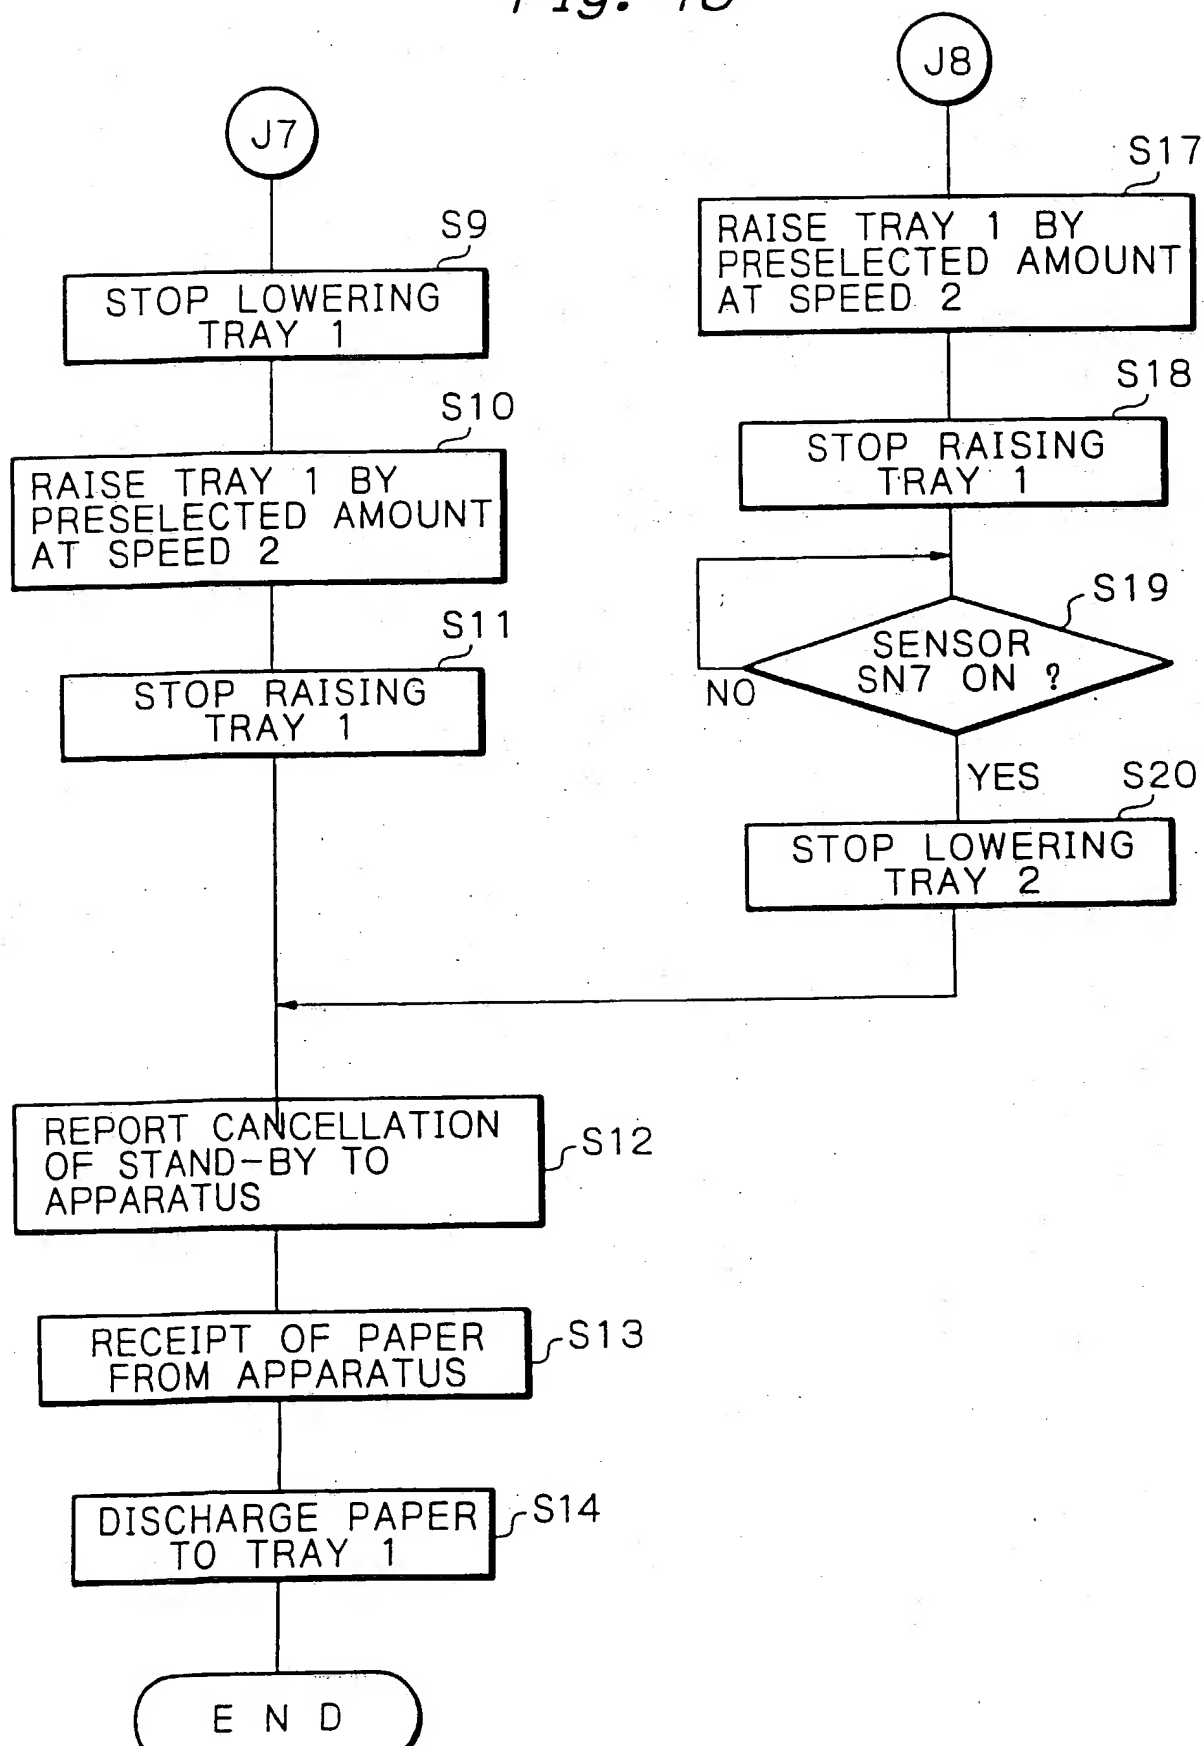 J7
S9
STOP LOWERING
TRAY 1
S10
RAISE TRAY 1 BY
PRESELECTED AMOUNT
AT SPEED 2
S11
STOP RAISING
TRAY 1
J8
S17
RAISE TRAY 1 BY
PRESELECTED AMOUNT
AT SPEED 2
S18
STOP RAISING
TRAY 1
S19
SENSOR
SN7 ON ?
NO
YES
S20
STOP LOWERING
TRAY 2
REPORT CANCELLATION
OF STAND-BY TO
APPARATUS
S12
RECEIPT OF PAPER
FROM APPARATUS
S13
DISCHARGE PAPER
TO TRAY 1
S14
END